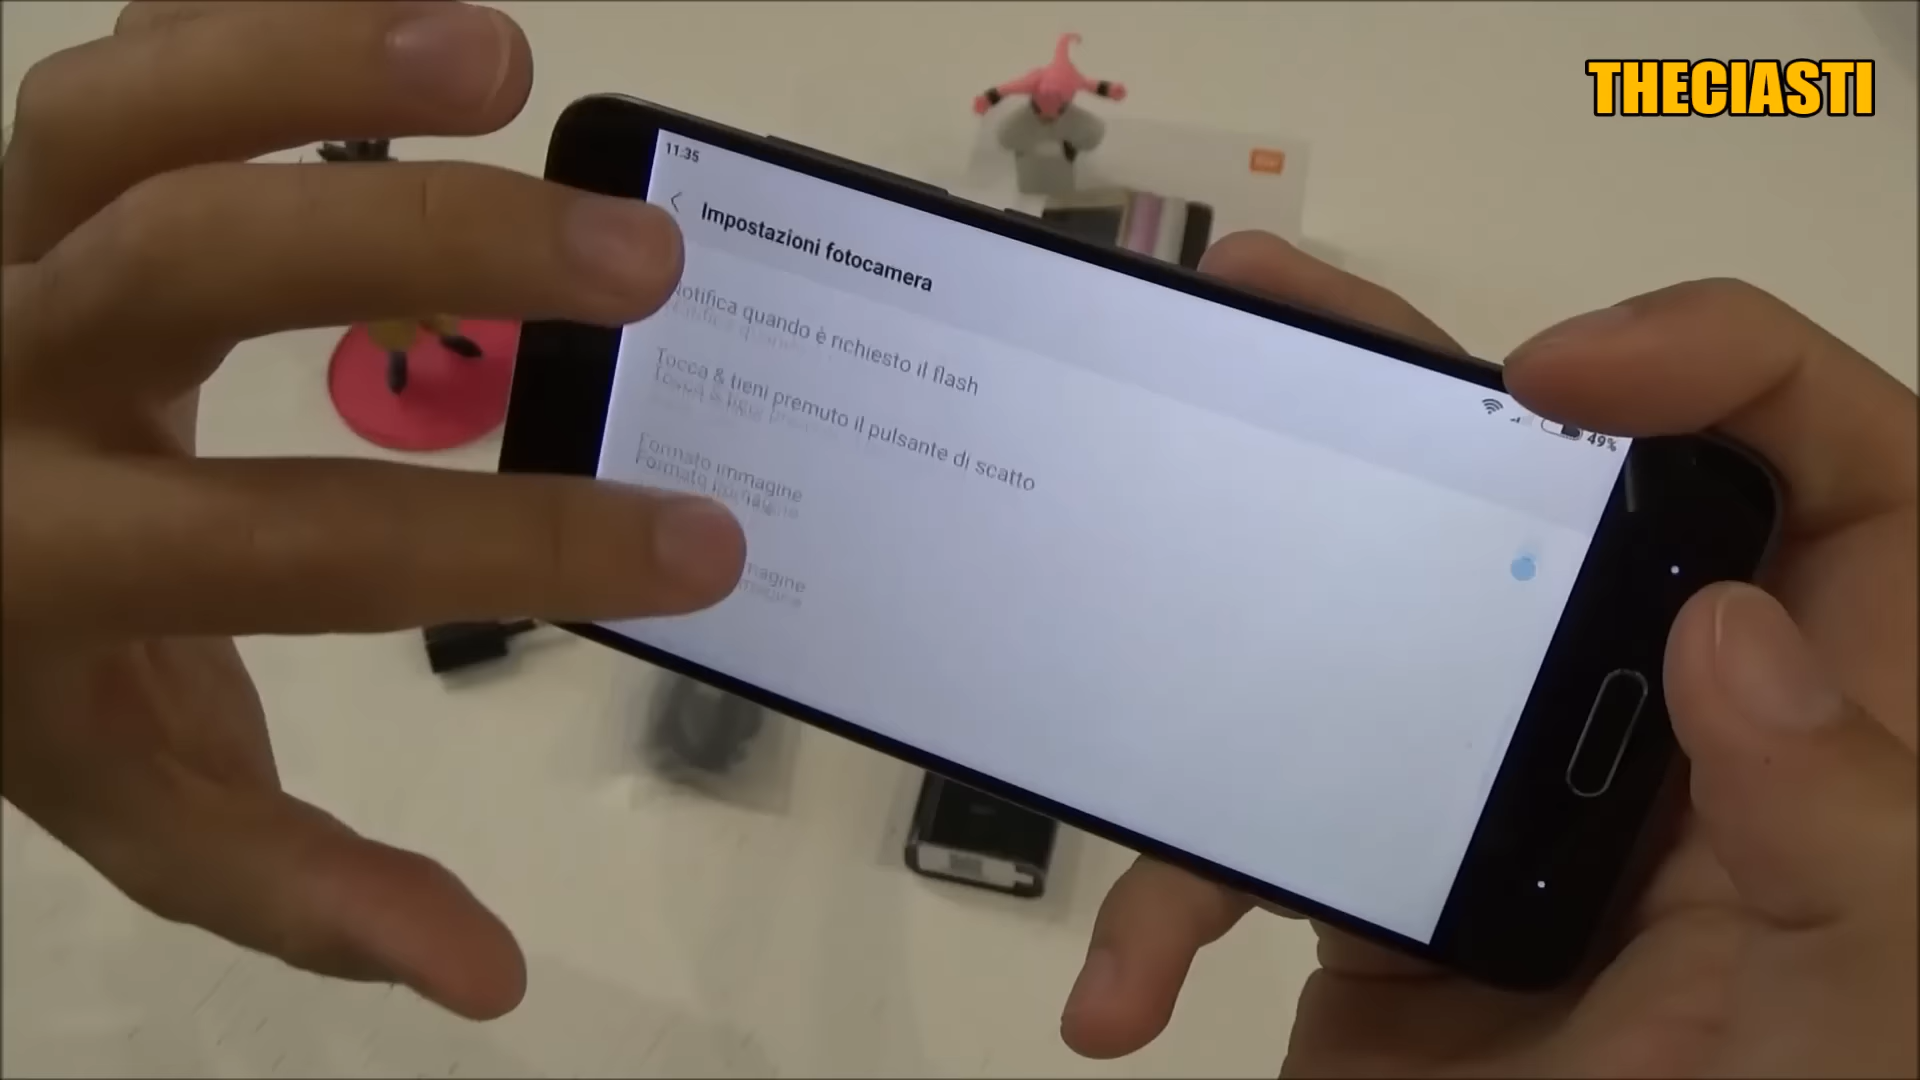 THECIASTI
11:35
Impostazioni fotocamera
Notifica quando è richiesto il flash
Tocca & tieni premuto il pulsante di scatto
Formato immagine
49%